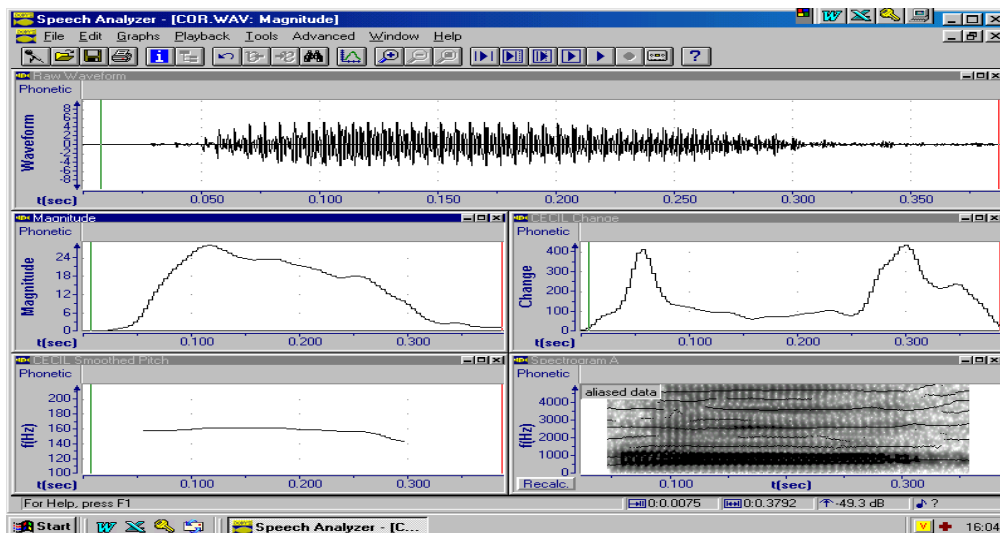 Speech Analyzer - [COR.WAV: Magnitude]
File Edit Graphs Playback Tools Advanced Window Help
Raw Waveform
Phonetic
Waveform
8
6
4
2
0
-2
-4
-6
-8
t(sec) 0.050 0.100 0.150 0.200 0.250 0.300 0.350
Magnitude
Phonetic
Magnitude
24
18
12
6
0
t(sec) 0.100 0.200 0.300
CECIL Change
Phonetic
Change
400
300
200
100
0
t(sec) 0.100 0.200 0.300
CECIL Smoothed Pitch
Phonetic
f(Hz)
200
180
160
140
120
100
t(sec) 0.100 0.200 0.300
Spectrogram A
Phonetic
aliased data
f(Hz)
4000
3000
2000
1000
0
Recalc.
0.100 t(sec) 0.300
For Help, press F1 0:0.0075 0:0.3792 -49.3 dB ?
Start Speech Analyzer - [C... 16:04